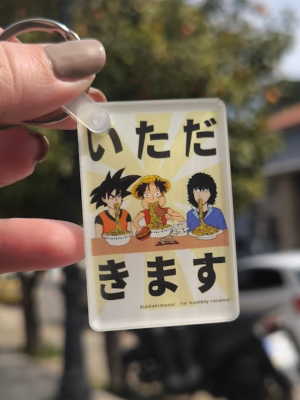 いただ
きます
Itadakimasu: "to humbly receive"